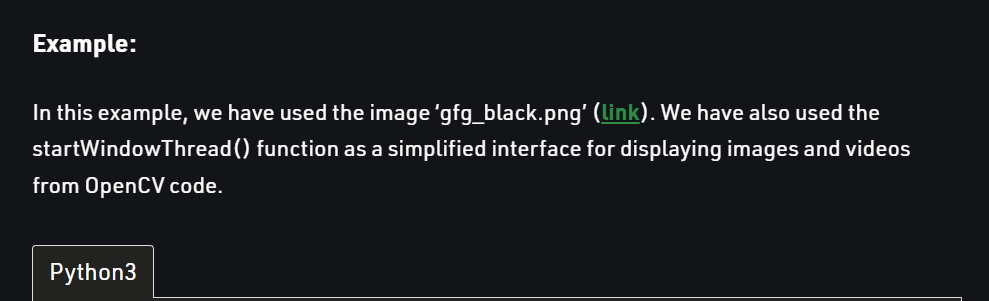 Example:
In this example, we have used the image ‘gfg_black.png’ (link). We have also used the
startWindowThread() function as a simplified interface for displaying images and videos
from OpenCV code.
Python3